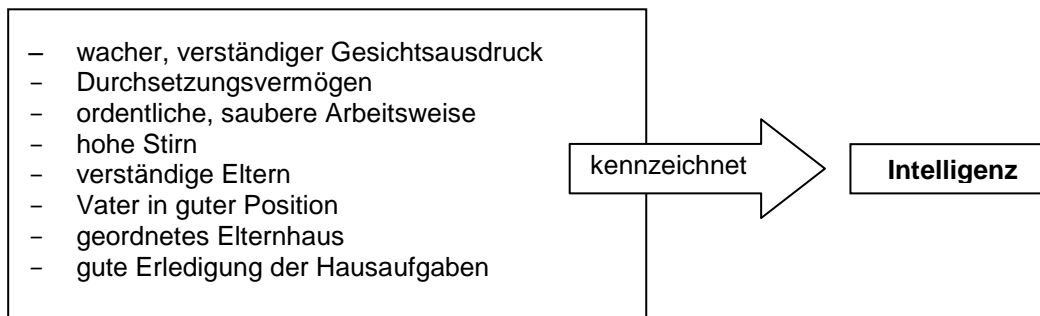 – wacher, verständiger Gesichtsausdruck
- Durchsetzungsvermögen
- ordentliche, saubere Arbeitsweise
- hohe Stirn
- verständige Eltern
- Vater in guter Position
- geordnetes Elternhaus
- gute Erledigung der Hausaufgaben
kennzeichnet
Intelligenz